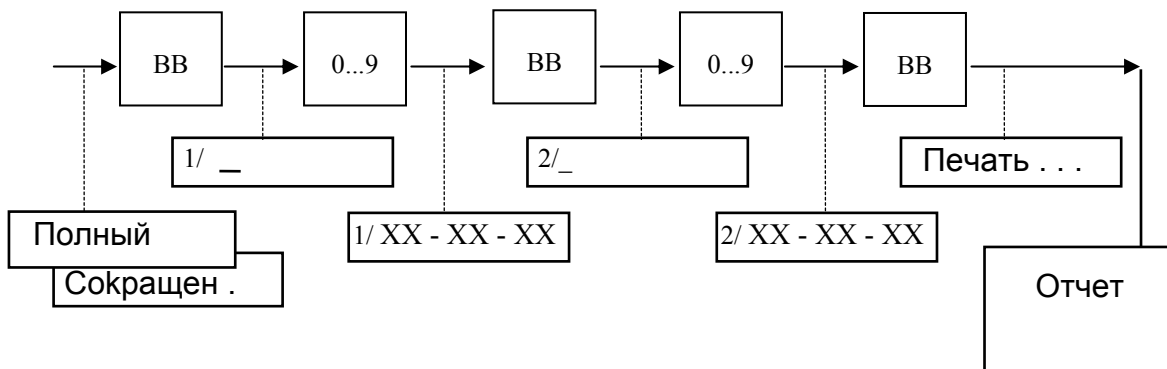 ВВ
0...9
ВВ
0...9
ВВ
1/ _
2/_
Печать . . .
Полный
1/ XX - XX - XX
2/ XX - XX - XX
Сокращен .
Отчет